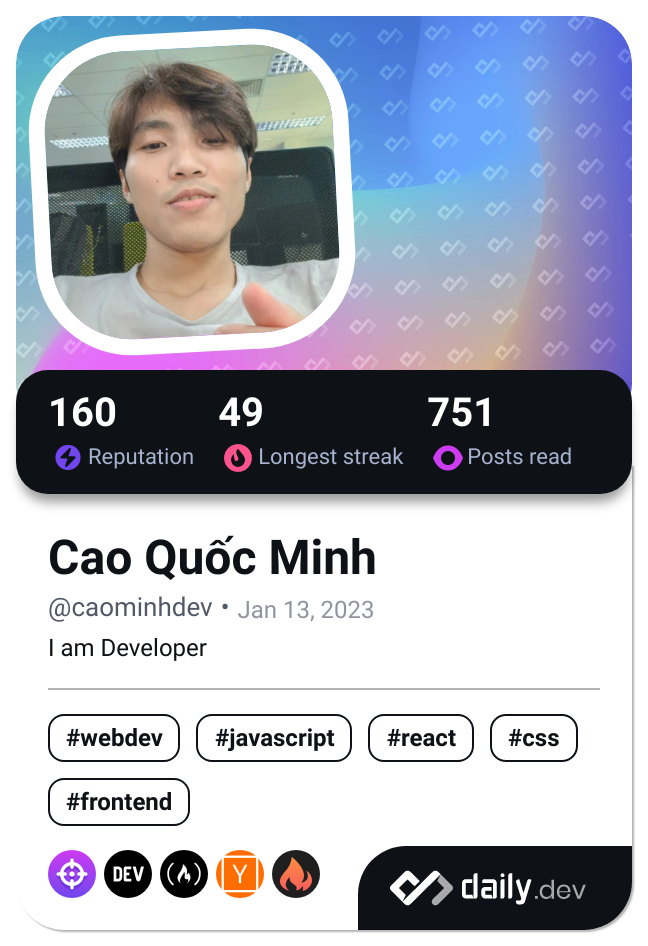 160 49 751
Reputation Longest streak Posts read
Cao Quốc Minh
@caominhdev • Jan 13, 2023
I am Developer
#webdev #javascript #react #css
#frontend
DEV Y daily.dev